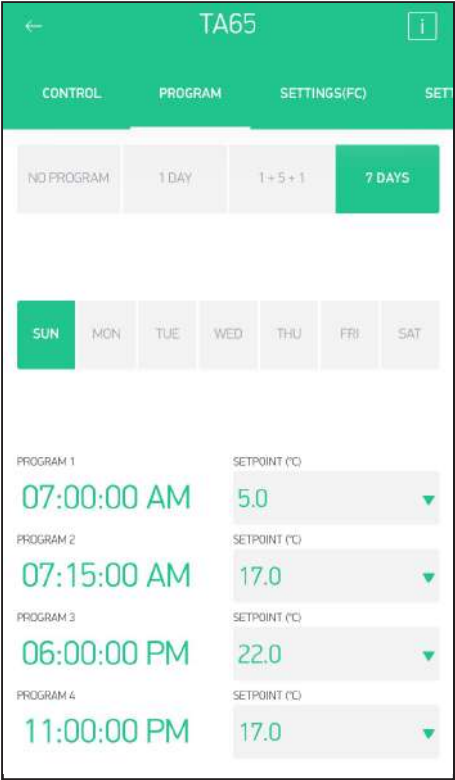 ← TA65 i
CONTROL PROGRAM SETTINGS(FC) SETT
NO PROGRAM 1 DAY 1 + 5 + 1 7 DAYS
SUN MON TUE WED THU FRI SAT
PROGRAM 1 SETPOINT (°C)
07:00:00 AM 5.0 ▼
PROGRAM 2 SETPOINT (°C)
07:15:00 AM 17.0 ▼
PROGRAM 3 SETPOINT (°C)
06:00:00 PM 22.0 ▼
PROGRAM 4 SETPOINT (°C)
11:00:00 PM 17.0 ▼